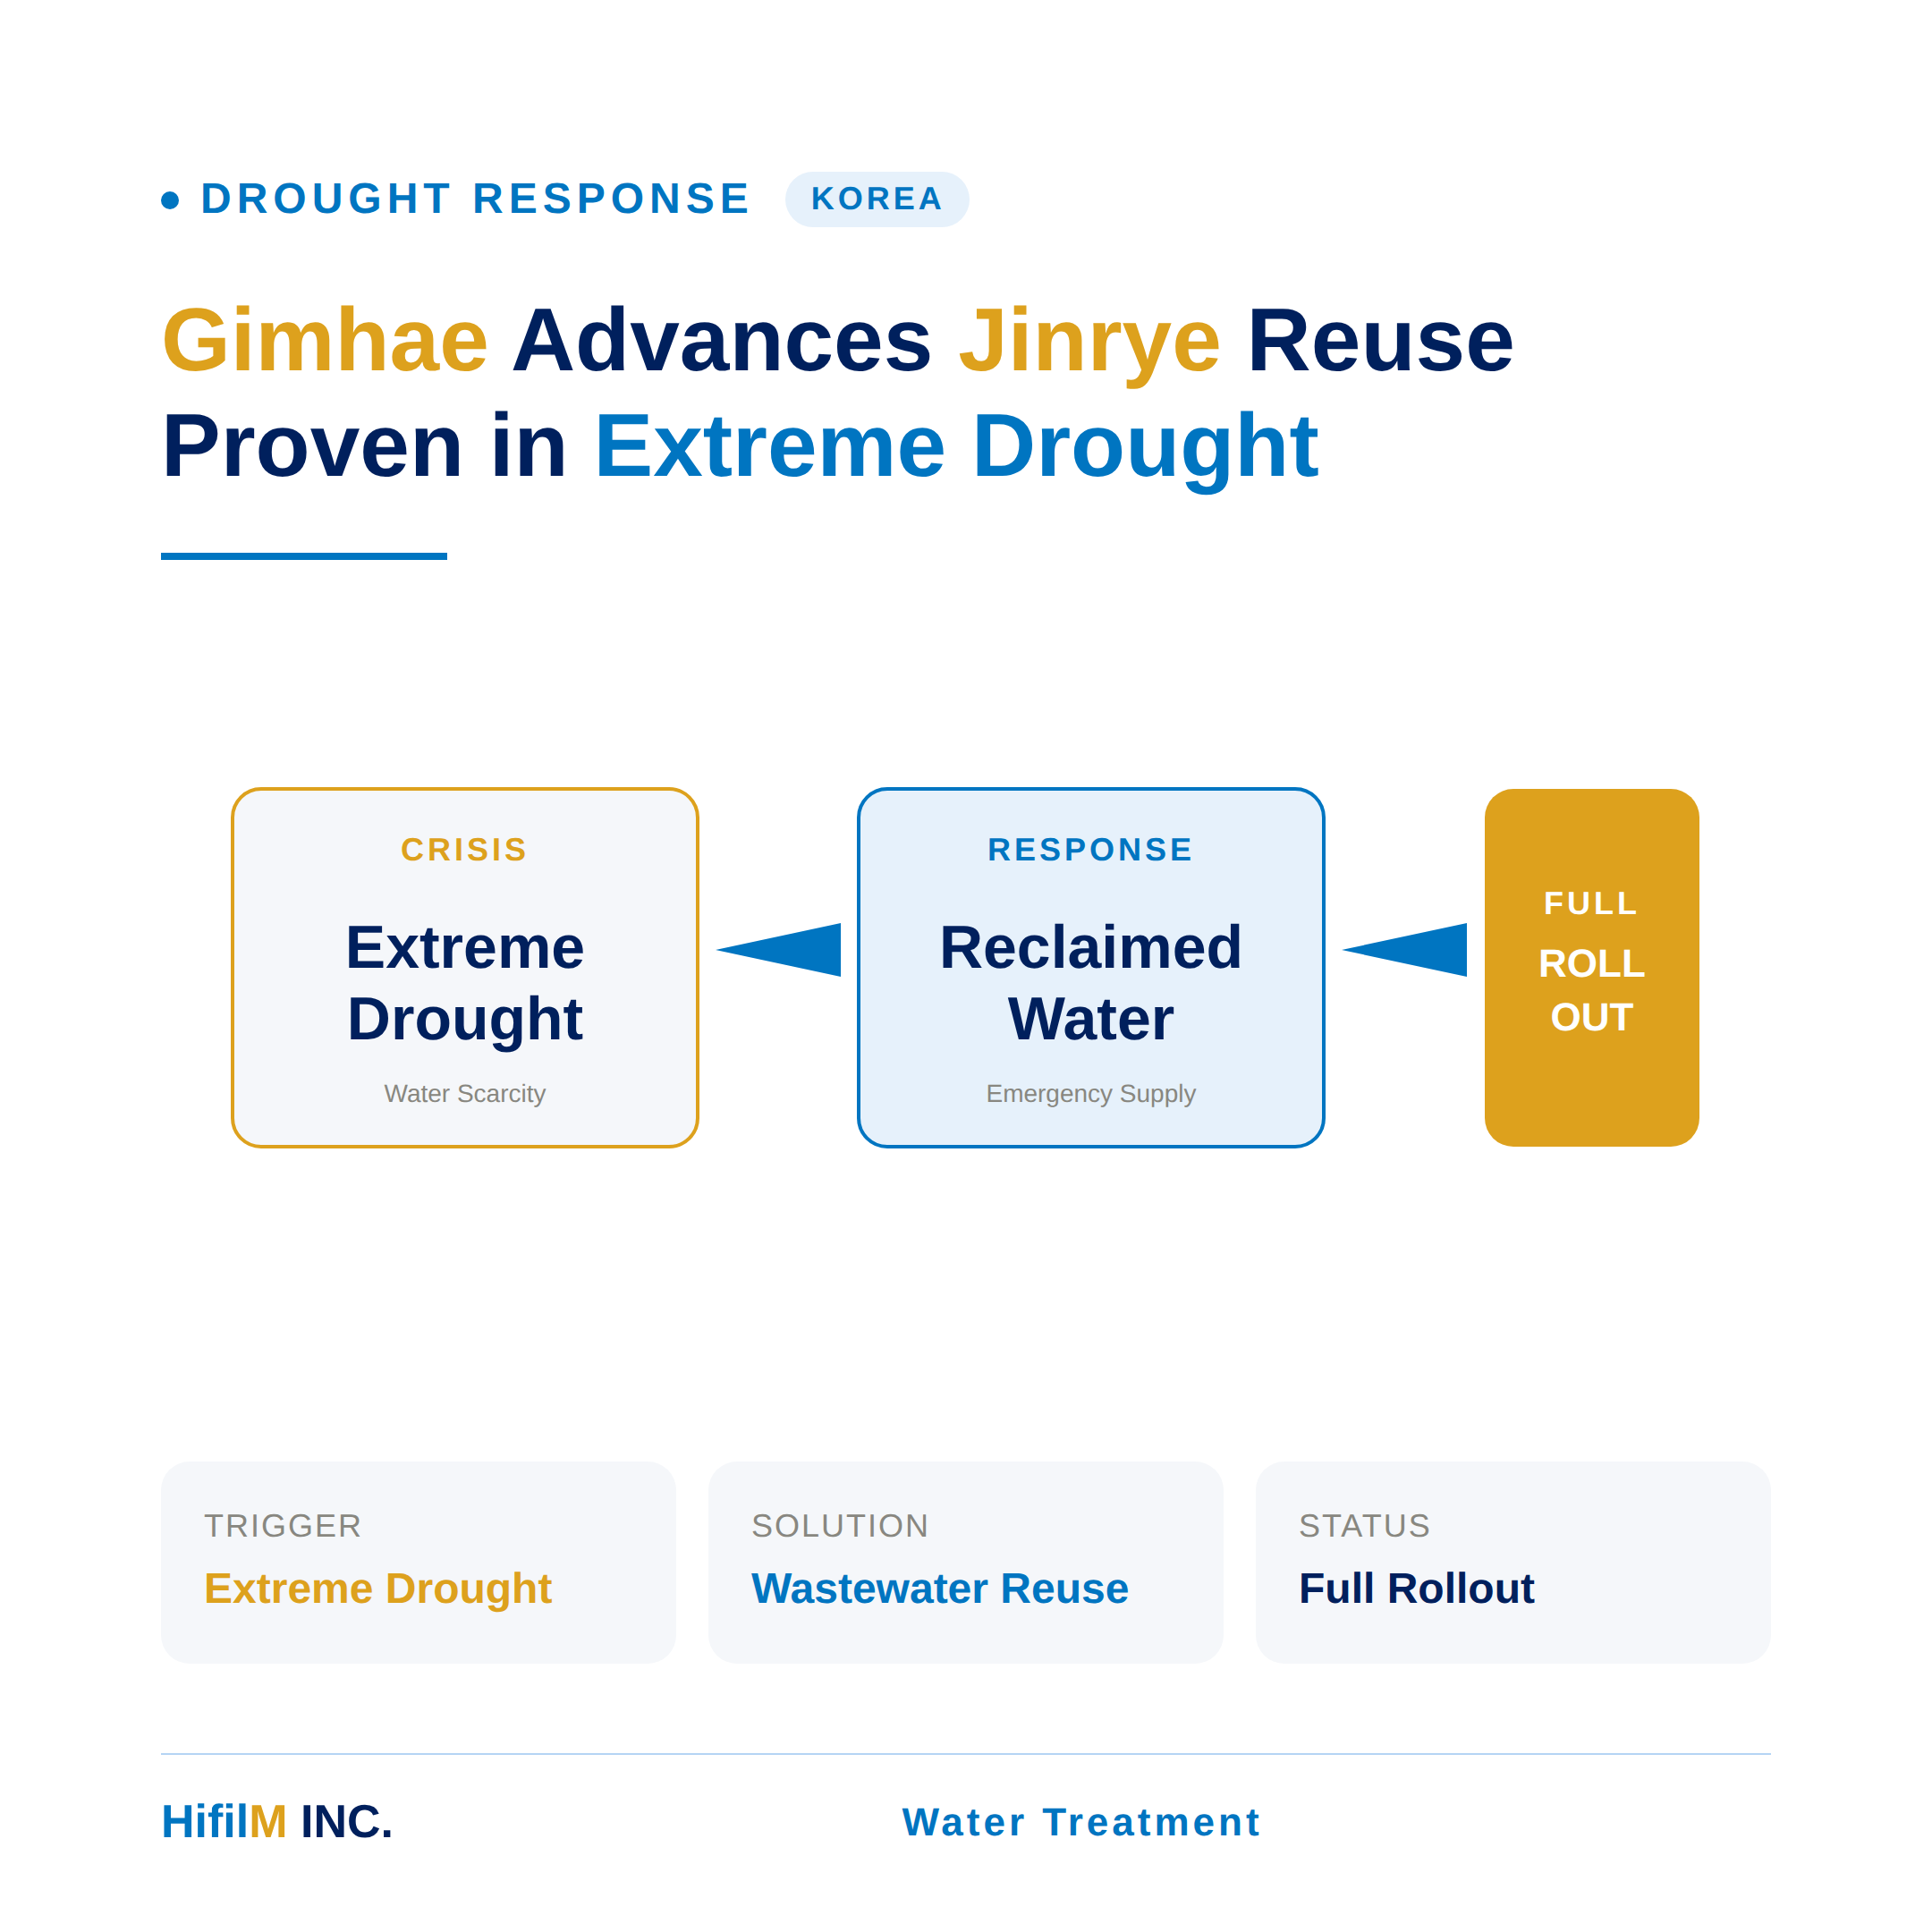 DROUGHT RESPONSE KOREA
Gimhae Advances Jinrye Reuse
Proven in Extreme Drought
CRISIS
Extreme
Drought
Water Scarcity
RESPONSE
Reclaimed
Water
Emergency Supply
FULL
ROLL
OUT
TRIGGER
Extreme Drought
SOLUTION
Wastewater Reuse
STATUS
Full Rollout
HifilM INC.
Water Treatment